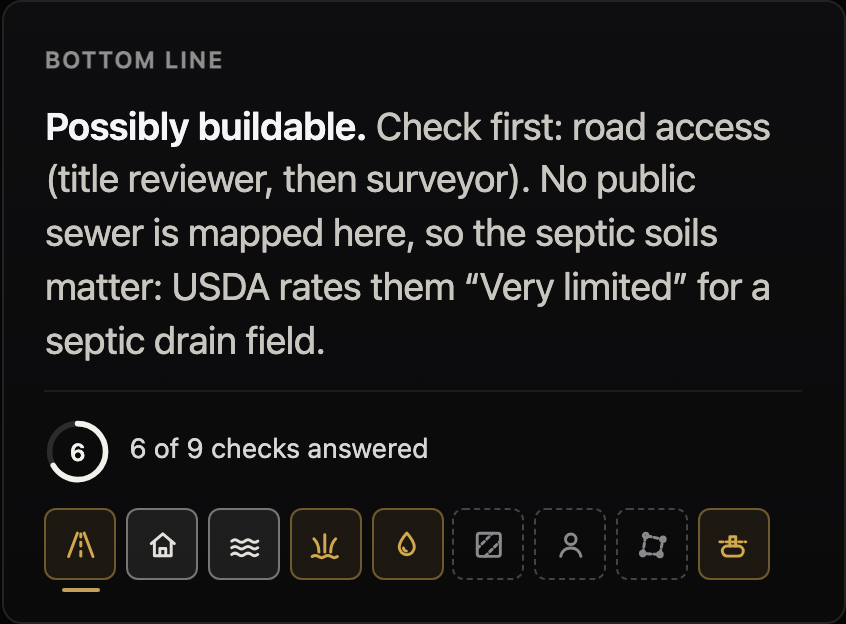 BOTTOM LINE
Possibly buildable. Check first: road access
(title reviewer, then surveyor). No public
sewer is mapped here, so the septic soils
matter: USDA rates them “Very limited” for a
septic drain field.
6
6 of 9 checks answered